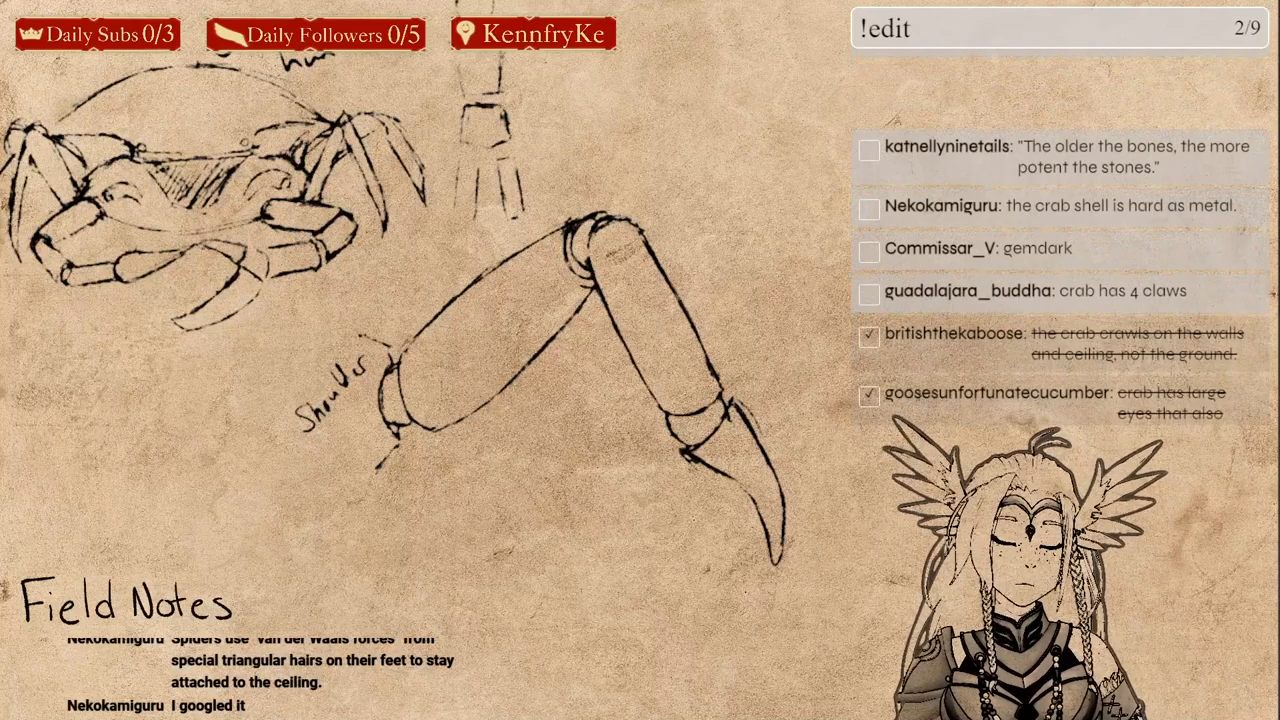 Daily Subs 0/3
Daily Followers 0/5
KennfryKe
!edit
2/9
katnellyninetails: "The older the bones, the more
potent the stones."
Nekokamiguru: the crab shell is hard as metal.
Commissar_V: gemdark
guadalajara_buddha: crab has 4 claws
britishthekaboose: the crab crawls on the walls
and ceiling, not the ground.
goosesunfortunatecucumber: crab has large
eyes that also
Shoulder
Field Notes
Nekokamiguru Spiders use "van der Waals forces" from
special triangular hairs on their feet to stay
attached to the ceiling.
Nekokamiguru I googled it